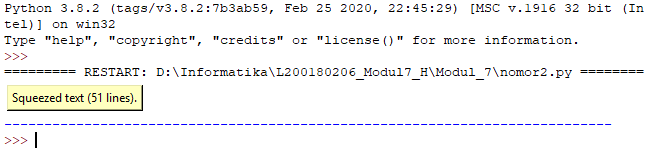 Python 3.8.2 (tags/v3.8.2:7b3ab59, Feb 25 2020, 22:45:29) [MSC v.1916 32 bit (In
tel)] on win32
Type "help", "copyright", "credits" or "license()" for more information.
>>>
========= RESTART: D:\Informatika\L200180206_Modul7_H\Modul_7\nomor2.py ========
Squeezed text (51 lines).
----------------------------------------------------------------------------
>>>